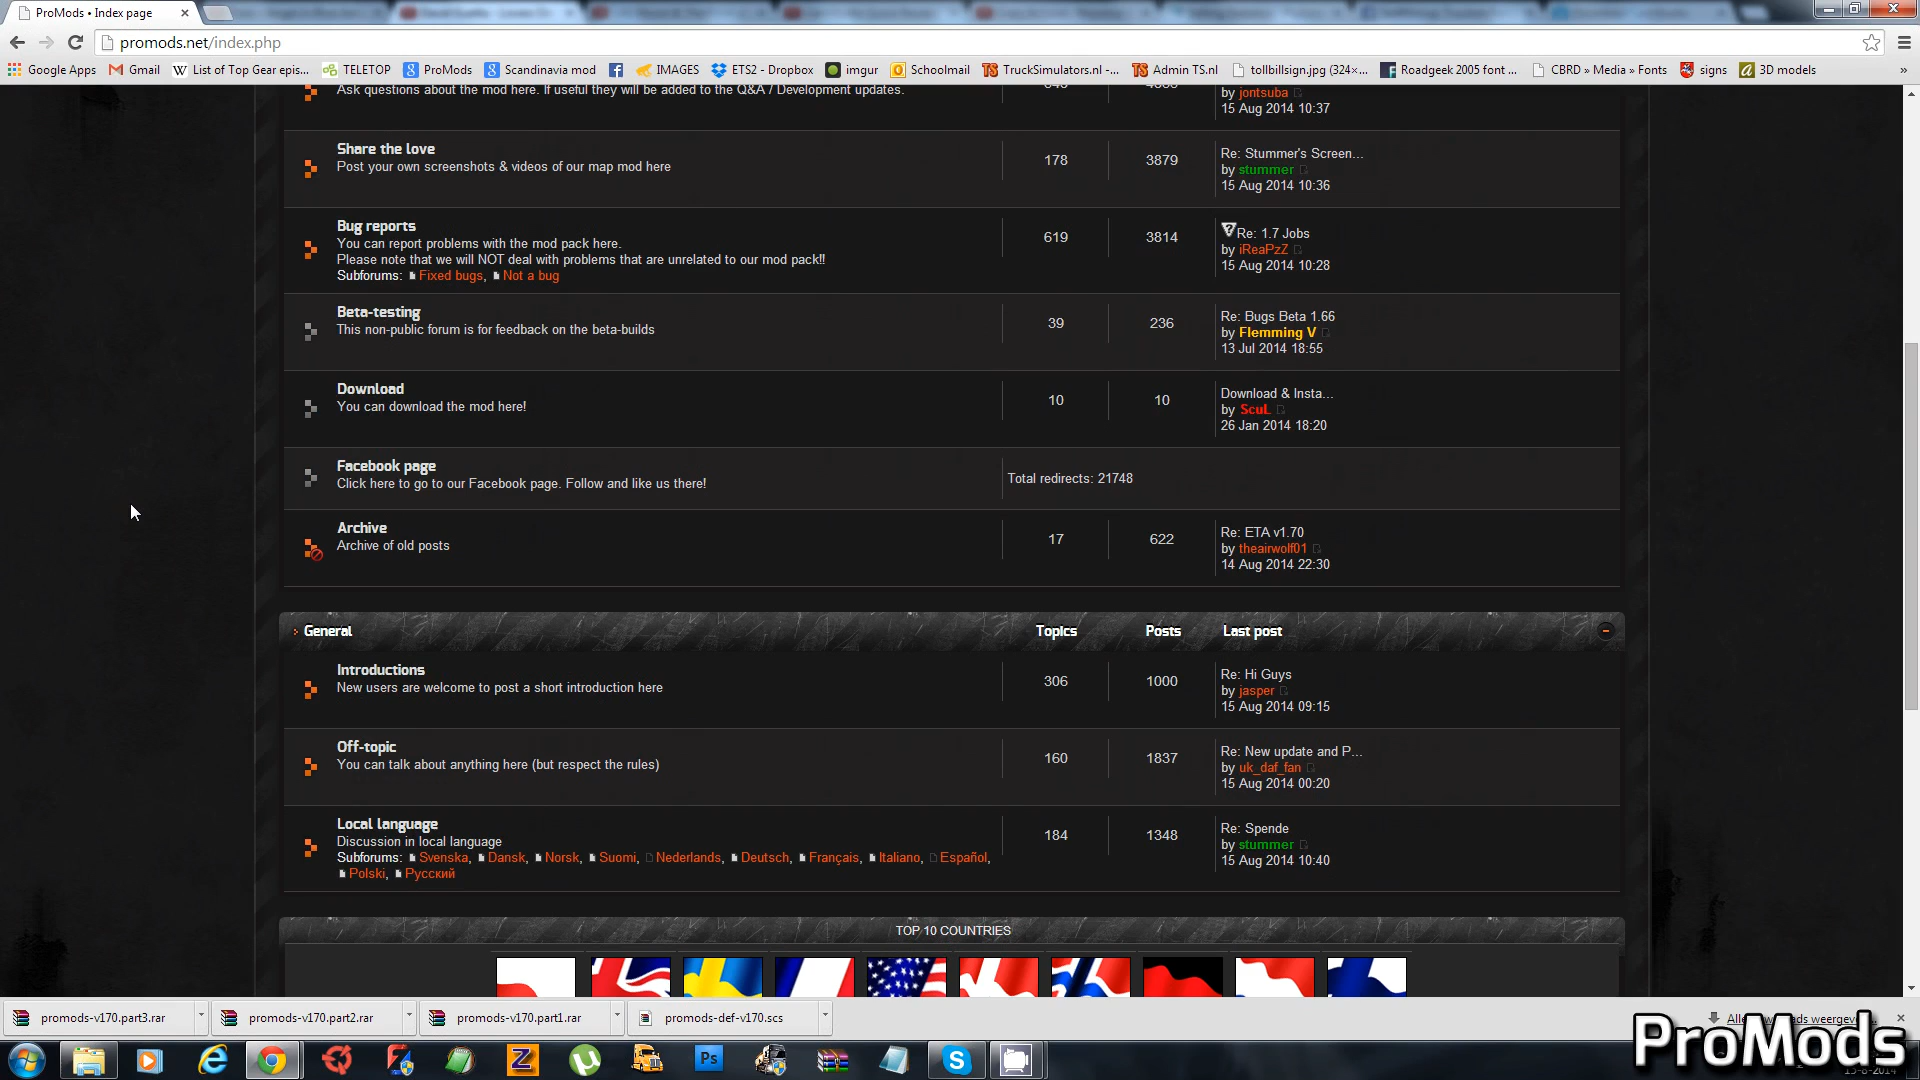 ProMods • Index page
promods.net/index.php
Google Apps Gmail List of Top Gear epis... TELETOP ProMods Scandinavia mod IMAGES ETS2 - Dropbox imgur Schoolmail TruckSimulators.nl -... Admin TS.nl tollbillsign.jpg (324×... Roadgeek 2005 font ... CBRD » Media » Fonts signs 3D models »
Ask questions about the mod here. If useful they will be added to the Q&A / Development updates.
by jontsuba
15 Aug 2014 10:37
Share the love
Post your own screenshots & videos of our map mod here
178 3879
Re: Stummer's Screen...
by stummer
15 Aug 2014 10:36
Bug reports
You can report problems with the mod pack here.
Please note that we will NOT deal with problems that are unrelated to our mod pack!!
Subforums: Fixed bugs, Not a bug
619 3814
Re: 1.7 Jobs
by iReaPzZ
15 Aug 2014 10:28
Beta-testing
This non-public forum is for feedback on the beta-builds
39 236
Re: Bugs Beta 1.66
by Flemming V
13 Jul 2014 18:55
Download
You can download the mod here!
10 10
Download & Insta...
by ScuL
26 Jan 2014 18:20
Facebook page
Click here to go to our Facebook page. Follow and like us there!
Total redirects: 21748
Archive
Archive of old posts
17 622
Re: ETA v1.70
by theairwolf01
14 Aug 2014 22:30
General Topics Posts Last post
Introductions
New users are welcome to post a short introduction here
306 1000
Re: Hi Guys
by jasper
15 Aug 2014 09:15
Off-topic
You can talk about anything here (but respect the rules)
160 1837
Re: New update and P...
by uk_daf_fan
15 Aug 2014 00:20
Local language
Discussion in local language
Subforums: Svenska, Dansk, Norsk, Suomi, Nederlands, Deutsch, Français, Italiano, Español,
Polski, Русский
184 1348
Re: Spende
by stummer
15 Aug 2014 10:40
TOP 10 COUNTRIES
promods-v170.part3.rar promods-v170.part2.rar promods-v170.part1.rar promods-def-v170.scs
ProMods